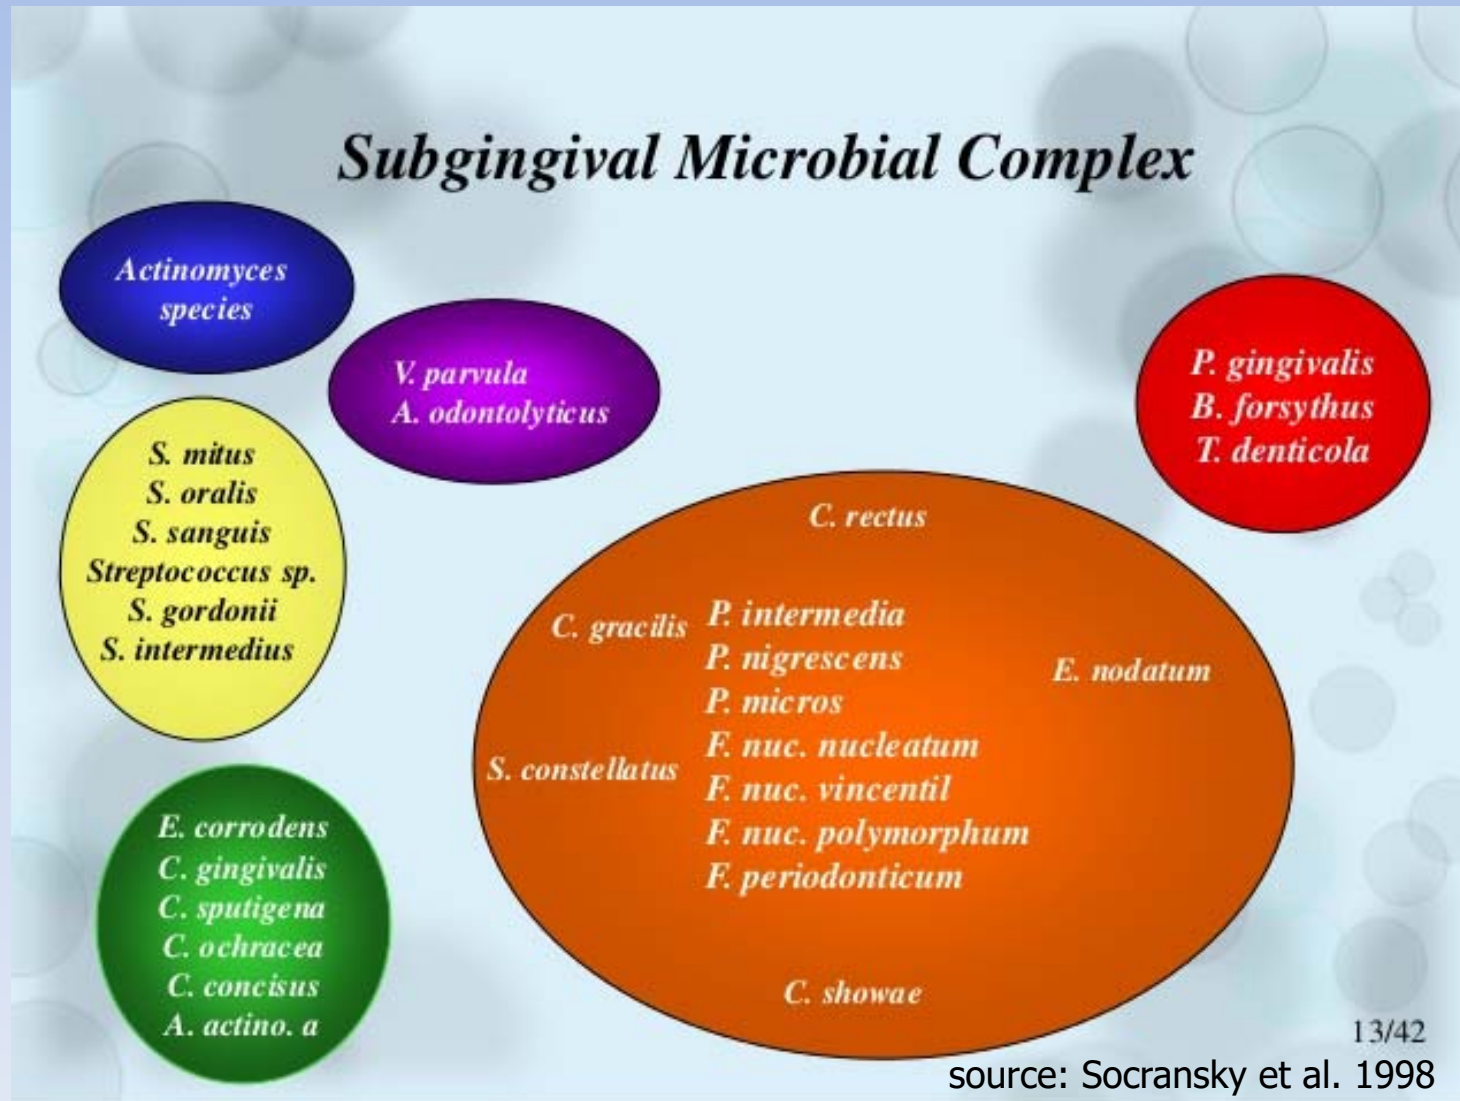 Subgingival Microbial Complex
Actinomyces
species
V. parvula
A. odontolyticus
P. gingivalis
B. forsythus
T. denticola
S. mitus
S. oralis
S. sanguis
Streptococcus sp.
S. gordonii
S. intermedius
C. rectus
C. gracilis
P. intermedia
P. nigrescens
P. micros
F. nuc. nucleatum
F. nuc. vincentil
F. nuc. polymorphum
F. periodonticum
E. nodatum
S. constellatus
C. showae
E. corrodens
C. gingivalis
C. sputigena
C. ochracea
C. concisus
A. actino. a
13/42
source: Socransky et al. 1998